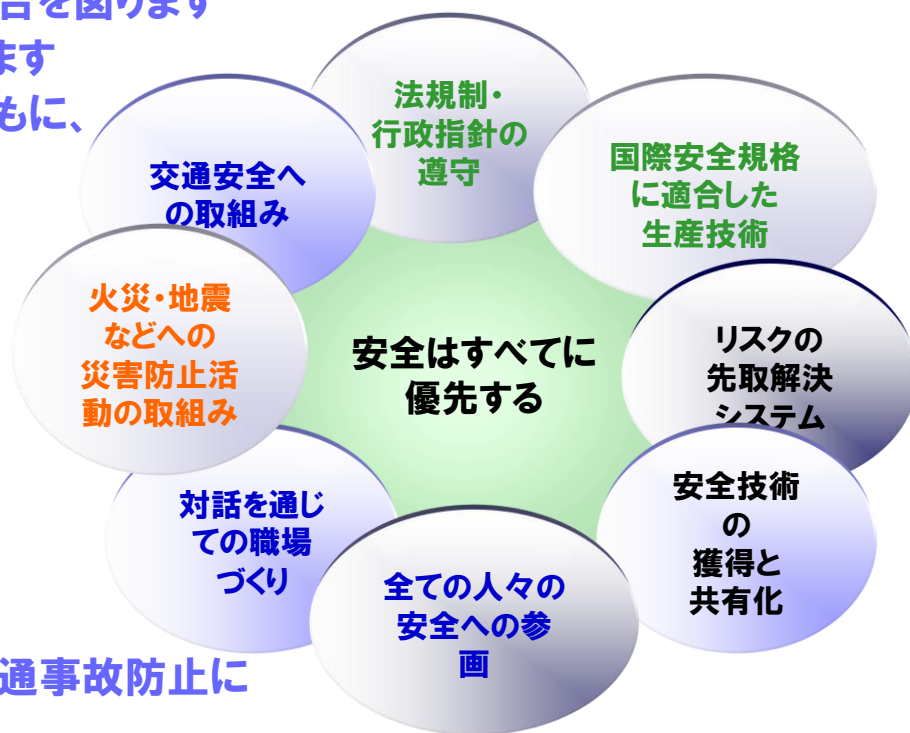 合を図ります
ます
もに、
法規制・
行政指針の
遵守
交通安全へ
の取組み
国際安全規格
に適合した
生産技術
火災・地震
などへの
災害防止活
動の取組み
安全はすべてに
優先する
リスクの
先取解決
システム
安全技術
の
獲得と
共有化
対話を通じ
ての職場
づくり
全ての人々の
安全への参
画
通事故防止に